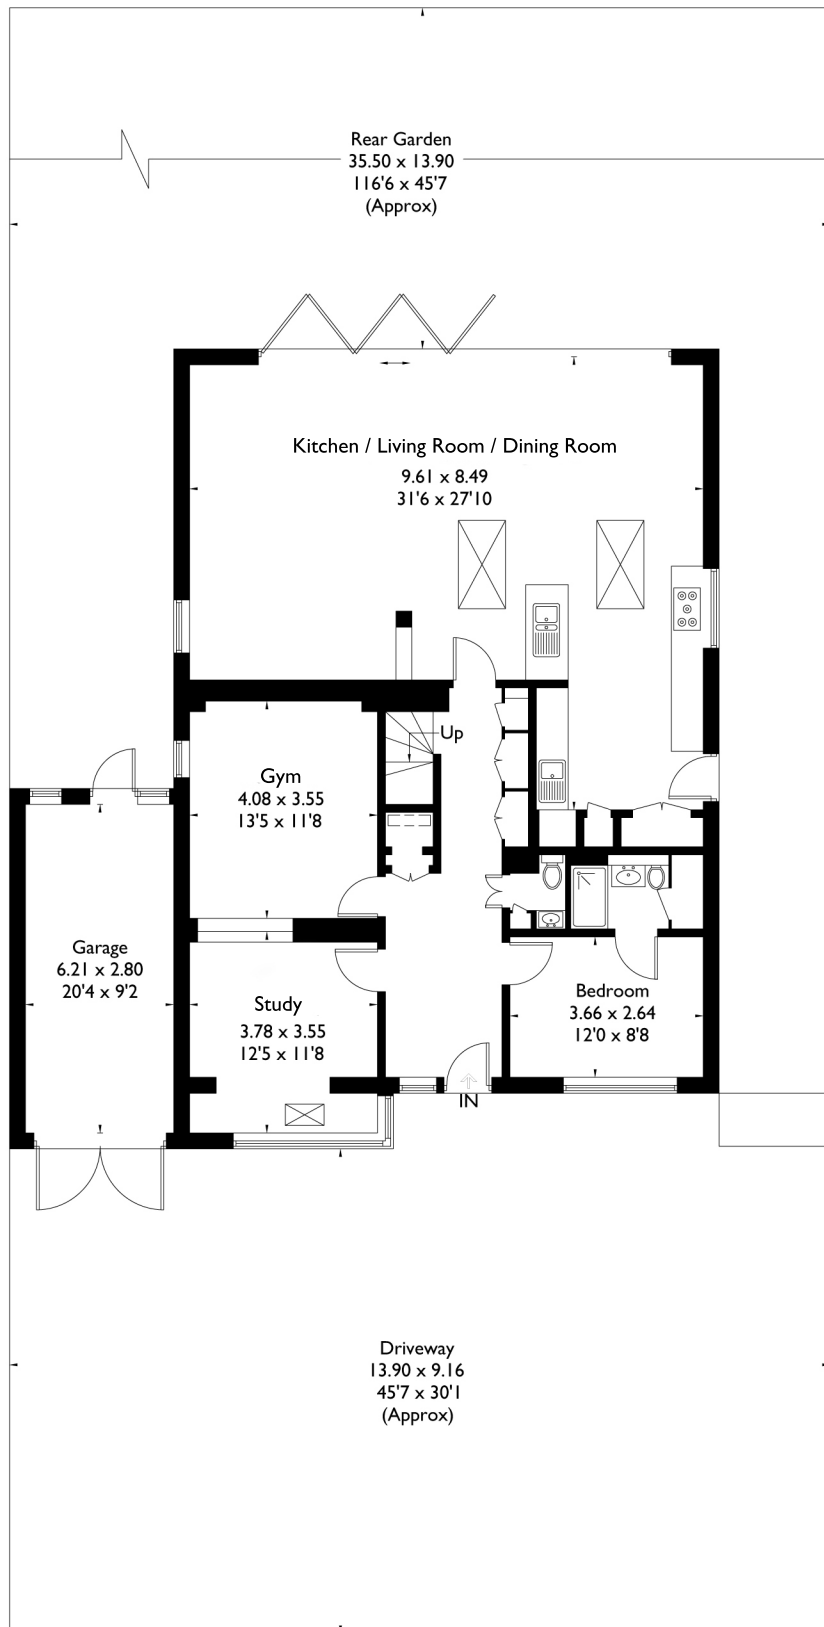 Rear Garden
35.50 x 13.90
116'6 x 45'7
(Approx)
Kitchen / Living Room / Dining Room
9.61 x 8.49
31'6 x 27'10
Up
Gym
4.08 x 3.55
13'5 x 11'8
Garage
6.21 x 2.80
20'4 x 9'2
Study
3.78 x 3.55
12'5 x 11'8
Bedroom
3.66 x 2.64
12'0 x 8'8
IN
Driveway
13.90 x 9.16
45'7 x 30'1
(Approx)